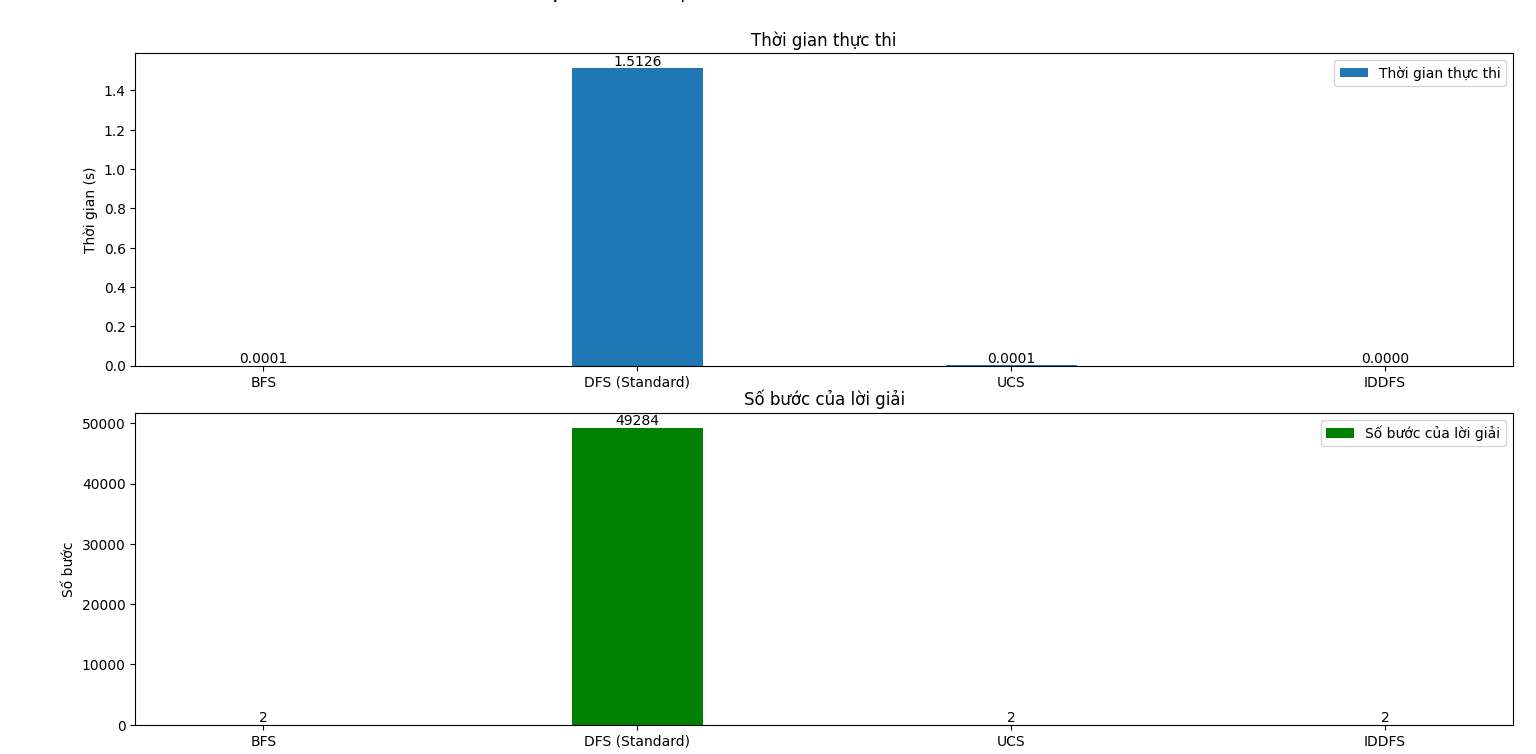 Thời gian thực thi
1.5126
Thời gian thực thi
1.4
1.2
1.0
0.8
0.6
0.4
0.2
0.0
Thời gian (s)
0.0001
0.0001
0.0000
BFS
DFS (Standard)
UCS
IDDFS
Số bước của lời giải
49284
Số bước của lời giải
50000
40000
30000
20000
10000
0
Số bước
2
2
2
BFS
DFS (Standard)
UCS
IDDFS